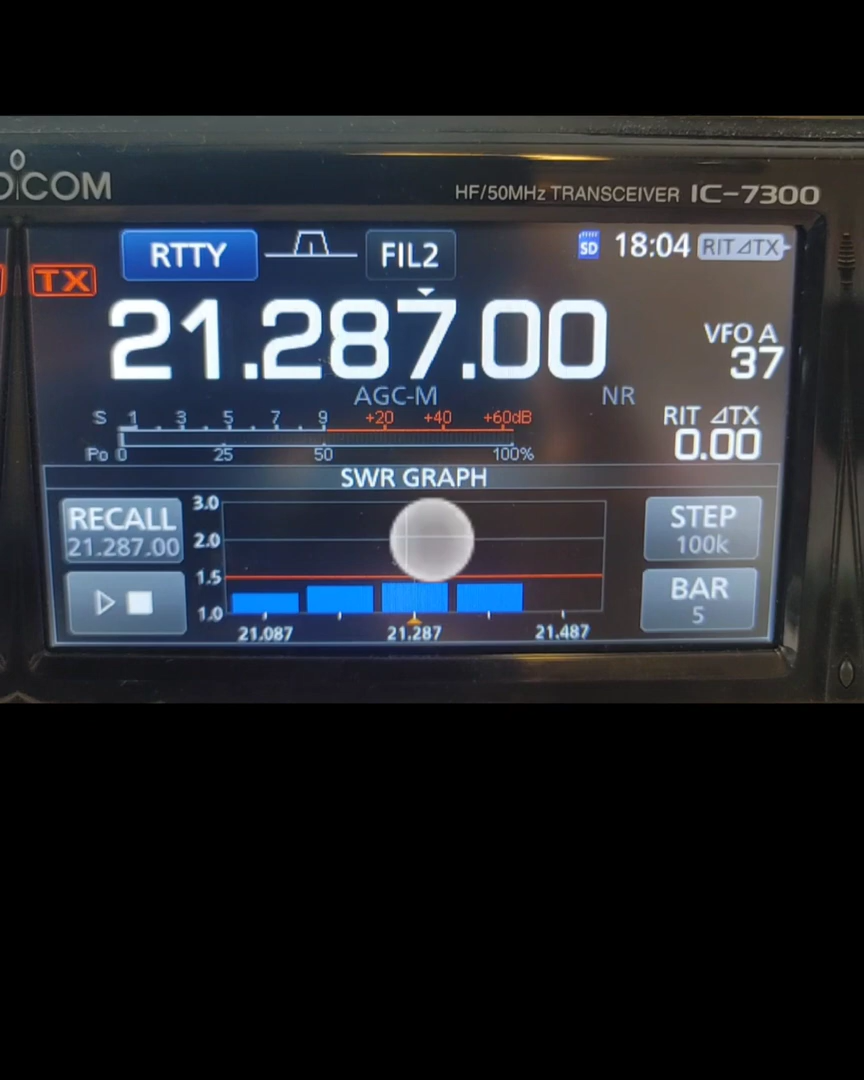 ICOM
HF/50MHz TRANSCEIVER IC-7300
RTTY FIL2 SD 18:04 RIT⊿TX
TX
21.287.00 VFO A
37
AGC-M NR
S 1 3 5 7 9 +20 +40 +60dB RIT ⊿TX
Po 0 25 50 100% 0.00
SWR GRAPH
RECALL
21.287.00
3.0
2.0
1.5
1.0
21.087 21.287 21.487
STEP
100k
BAR
5